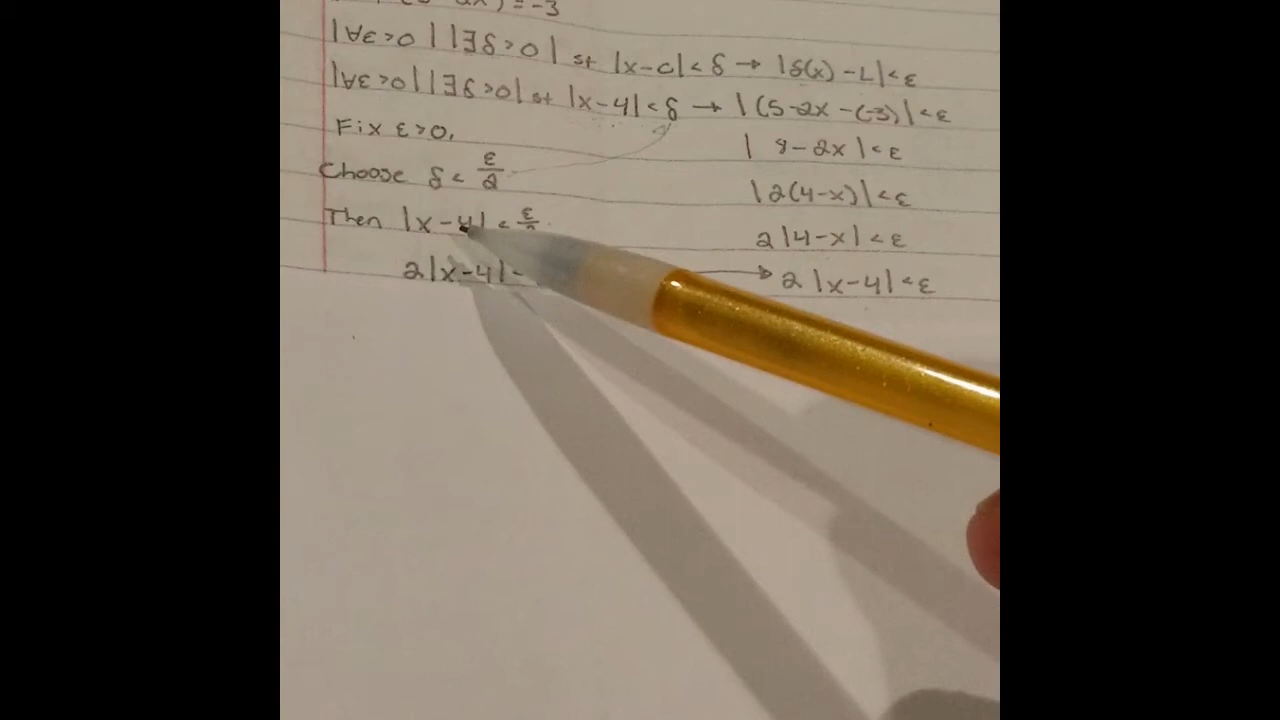 ) = -3
|∀ε>0| |∃δ>0| st |x-c|<δ → |f(x)-L|<ε
|∀ε>0| |∃δ>0| st |x-4|<δ → |(5-2x-(-3)|<ε
Fix ε>0, | 8-2x|<ε
Choose δ < ε/2 |2(4-x)|<ε
Then |x-4| < ε/2 2|4-x|<ε
2|x-4| → 2|x-4|<ε